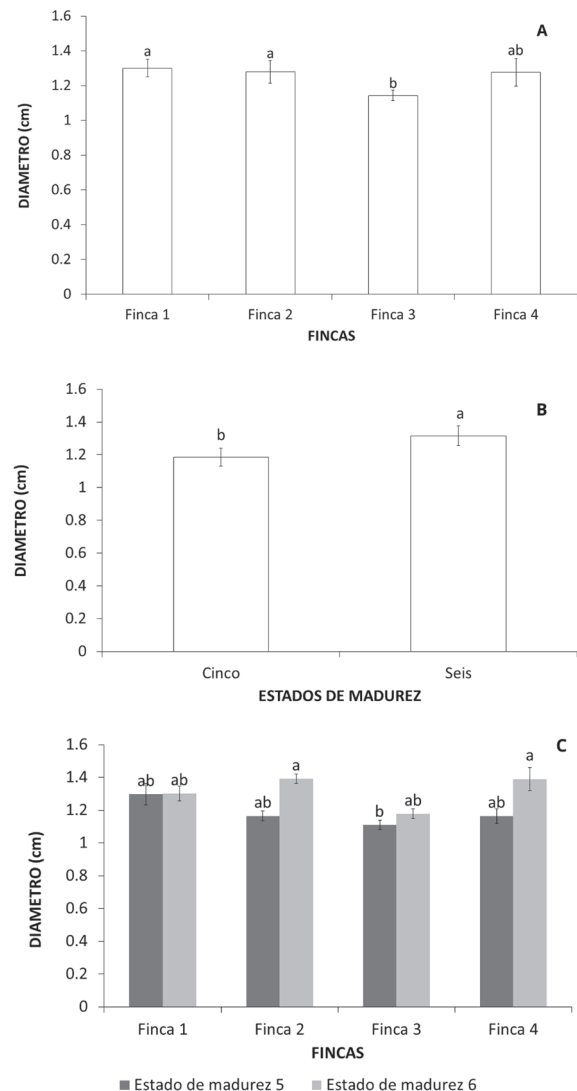 A
DIAMETRO (cm)
1.6
1.4
1.2
1
0.8
0.6
0.4
0.2
0
a
a
b
ab
Finca 1
Finca 2
Finca 3
Finca 4
FINCAS
B
DIAMETRO (cm)
1.6
1.4
1.2
1
0.8
0.6
0.4
0.2
0
b
a
Cinco
Seis
ESTADOS DE MADUREZ
C
DIAMETRO (cm)
1.6
1.4
1.2
1
0.8
0.6
0.4
0.2
0
ab
ab
ab
a
b
ab
ab
a
Finca 1
Finca 2
Finca 3
Finca 4
FINCAS
Estado de madurez 5
Estado de madurez 6